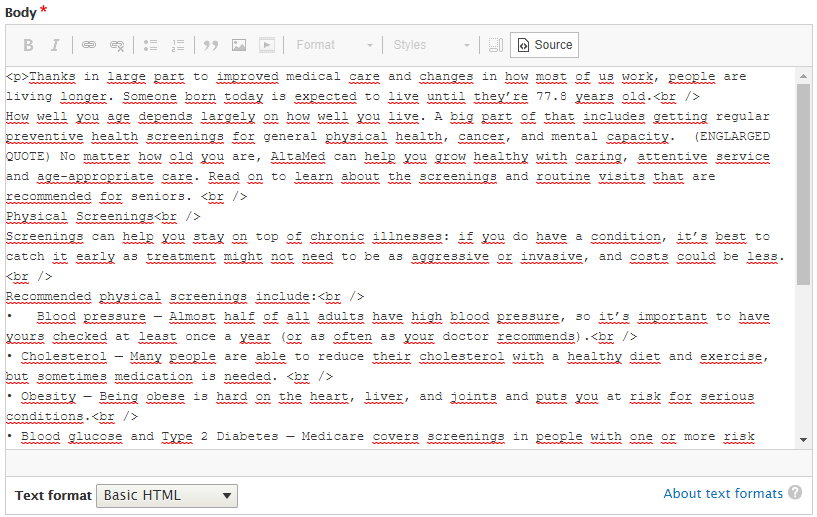 Body *
B I Format Styles Source
<p>Thanks in large part to improved medical care and changes in how most of us work, people are
living longer. Someone born today is expected to live until they’re 77.8 years old.<br />
How well you age depends largely on how well you live. A big part of that includes getting regular
preventive health screenings for general physical health, cancer, and mental capacity.  (ENGLARGED
QUOTE) No matter how old you are, AltaMed can help you grow healthy with caring, attentive service
and age-appropriate care. Read on to learn about the screenings and routine visits that are
recommended for seniors. <br />
Physical Screenings<br />
Screenings can help you stay on top of chronic illnesses: if you do have a condition, it’s best to
catch it early as treatment might not need to be as aggressive or invasive, and costs could be less.
<br />
Recommended physical screenings include:<br />
•   Blood pressure — Almost half of all adults have high blood pressure, so it’s important to have
yours checked at least once a year (or as often as your doctor recommends).<br />
• Cholesterol — Many people are able to reduce their cholesterol with a healthy diet and exercise,
but sometimes medication is needed. <br />
• Obesity — Being obese is hard on the heart, liver, and joints and puts you at risk for serious
conditions.<br />
• Blood glucose and Type 2 Diabetes — Medicare covers screenings in people with one or more risk
Text format Basic HTML About text formats ?